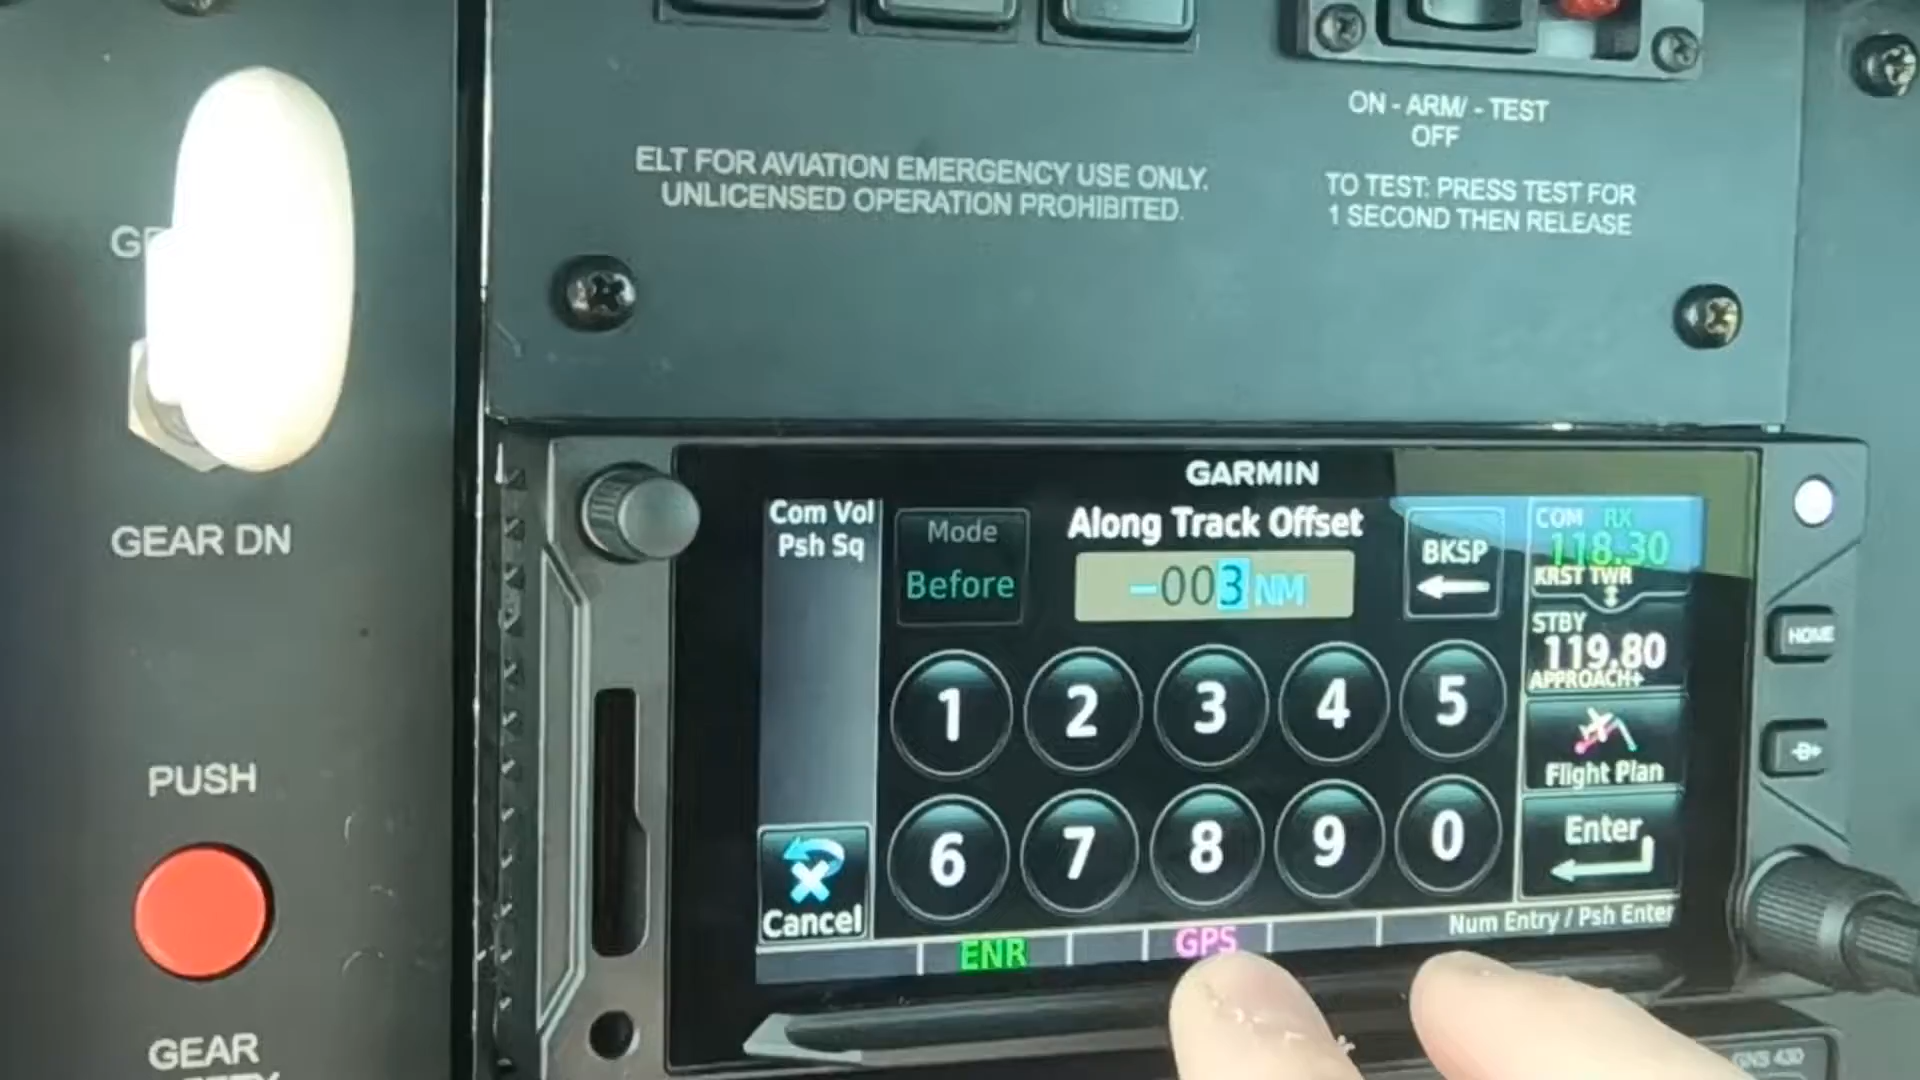 ON - ARM/ - TEST
OFF
ELT FOR AVIATION EMERGENCY USE ONLY.
UNLICENSED OPERATION PROHIBITED.
TO TEST: PRESS TEST FOR
1 SECOND THEN RELEASE
GEAR DN
PUSH
GEAR
GARMIN
Com Vol
Psh Sq
Mode
Before
Along Track Offset
-003 NM
BKSP
COM RX
118.30
KRST TWR
STBY
119.80
APPROACH+
HOME
1 2 3 4 5
6 7 8 9 0
Flight Plan
Enter
Cancel
Num Entry / Psh Enter
ENR
GPS
GNS 430